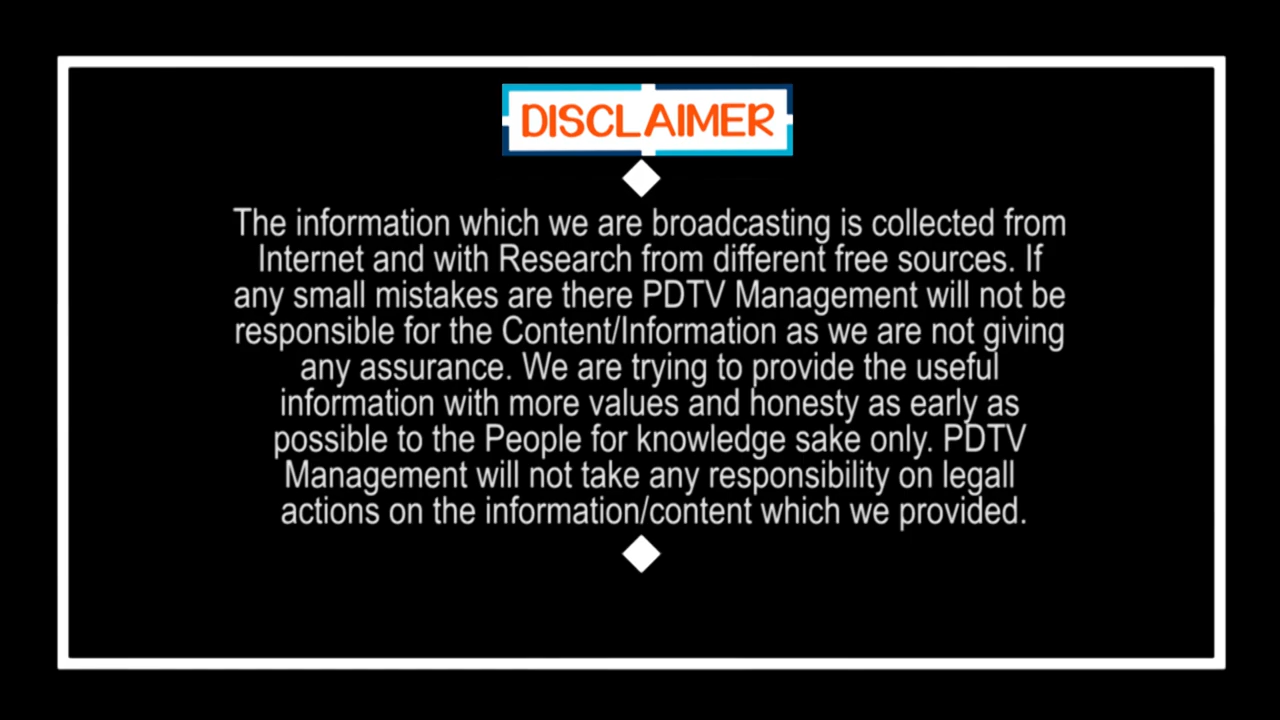 DISCLAIMER
The information which we are broadcasting is collected from
Internet and with Research from different free sources. If
any small mistakes are there PDTV Management will not be
responsible for the Content/Information as we are not giving
any assurance. We are trying to provide the useful
information with more values and honesty as early as
possible to the People for knowledge sake only. PDTV
Management will not take any responsibility on legall
actions on the information/content which we provided.